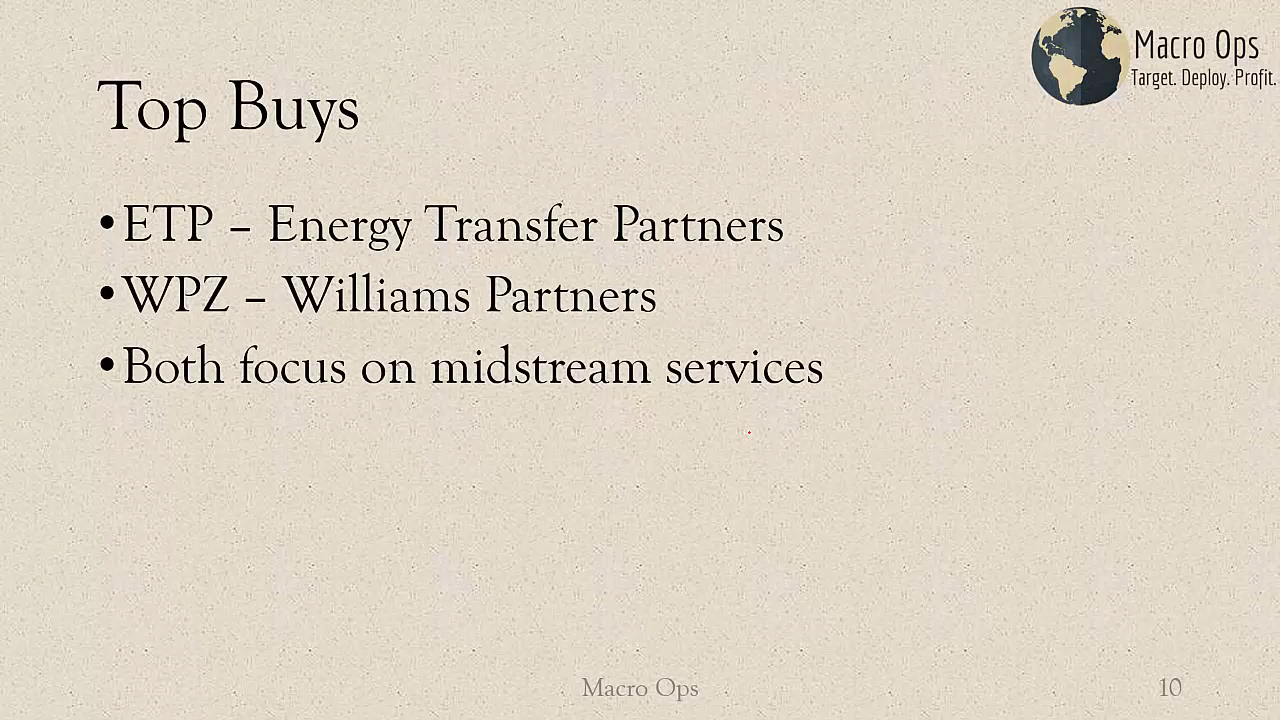 Macro Ops
Target. Deploy. Profit.
Top Buys
•ETP – Energy Transfer Partners
•WPZ – Williams Partners
•Both focus on midstream services
Macro Ops
10